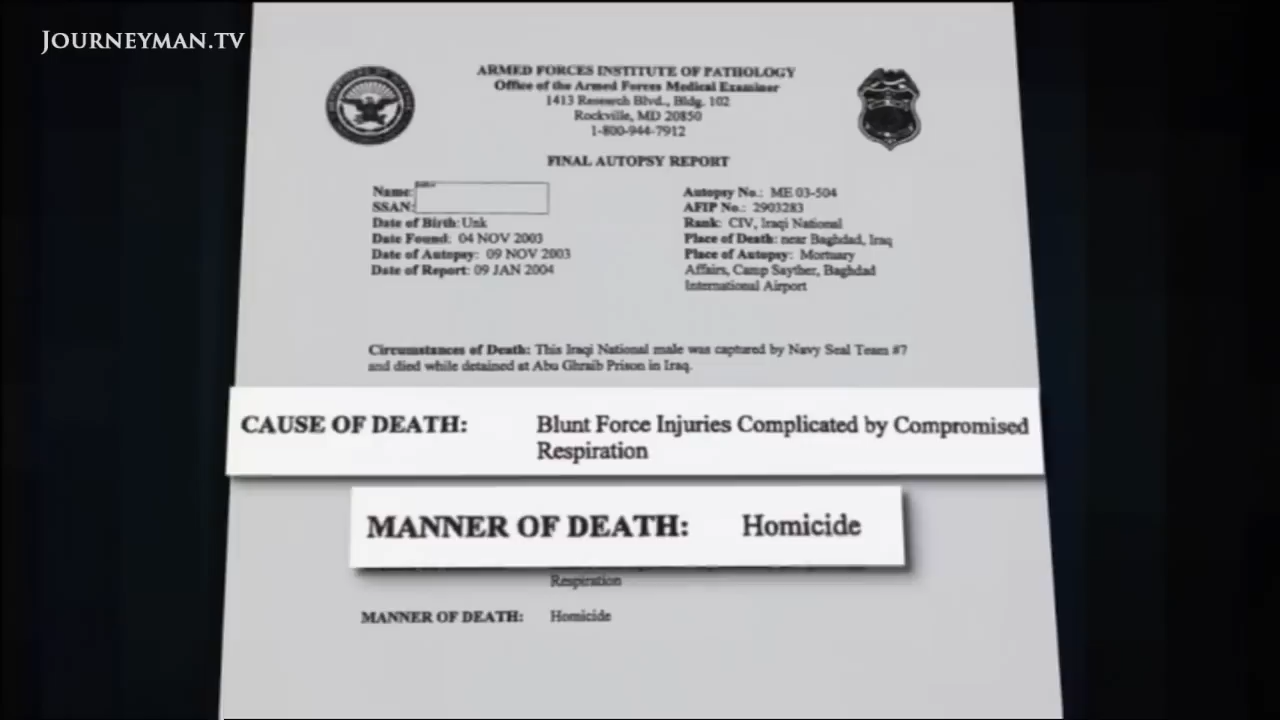 JOURNEYMAN.TV
ARMED FORCES INSTITUTE OF PATHOLOGY
Office of the Armed Forces Medical Examiner
1413 Research Blvd., Bldg. 102
Rockville, MD 20850
1-800-944-7912
FINAL AUTOPSY REPORT
Name:
SSAN:
Date of Birth: Unk
Date Found: 04 NOV 2003
Date of Autopsy: 09 NOV 2003
Date of Report: 09 JAN 2004
Autopsy No.: ME 03-504
AFIP No.: 2903283
Rank: CIV, Iraqi National
Place of Death: near Baghdad, Iraq
Place of Autopsy: Mortuary
Affairs, Camp Sayther, Baghdad
International Airport
Circumstances of Death: This Iraqi National male was captured by Navy Seal Team #7
and died while detained at Abu Ghraib Prison in Iraq.
CAUSE OF DEATH: Blunt Force Injuries Complicated by Compromised
Respiration
MANNER OF DEATH: Homicide
Respiration
MANNER OF DEATH: Homicide